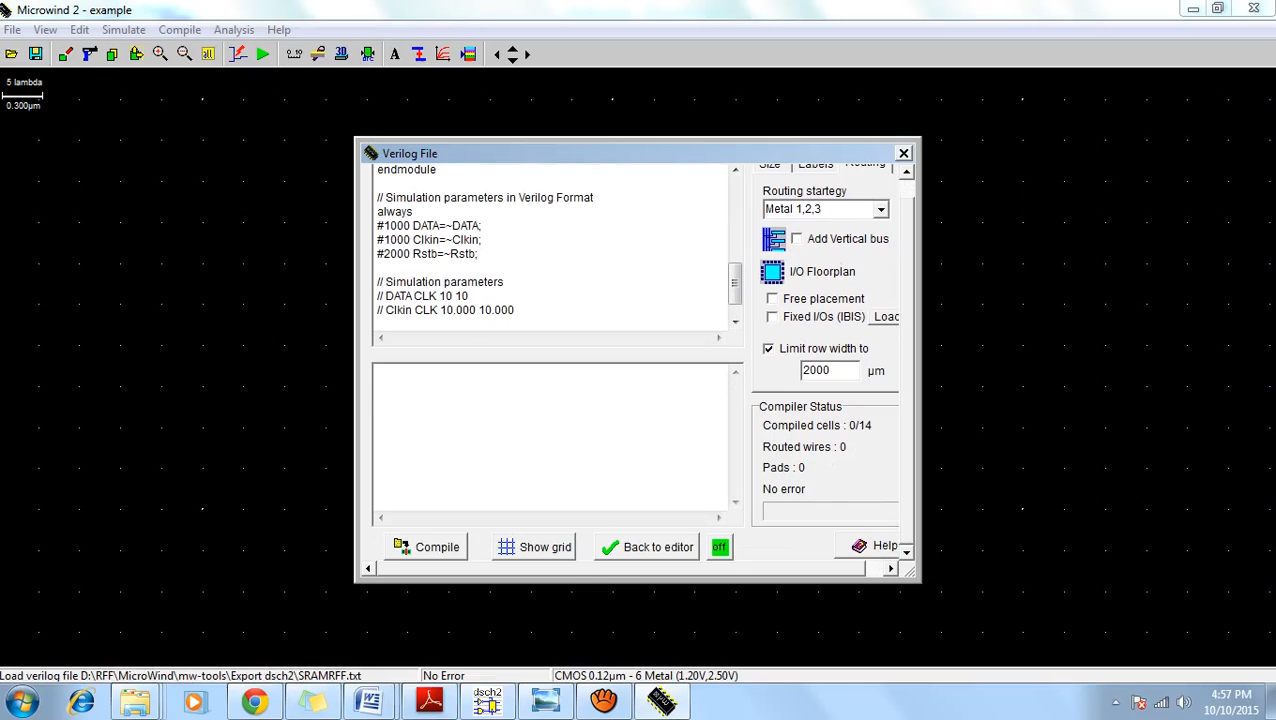 Microwind 2 - example
File View Edit Simulate Compile Analysis Help
5 lambda
0.300µm
Verilog File
endmodule
// Simulation parameters in Verilog Format
always
#1000 DATA=~DATA;
#1000 Clkin=~Clkin;
#2000 Rstb=~Rstb;
// Simulation parameters
// DATA CLK 10 10
// Clkin CLK 10.000 10.000
Size Labels Routing
Routing startegy
Metal 1,2,3
Add Vertical bus
I/O Floorplan
Free placement
Fixed I/Os (IBIS) Load
Limit row width to
2000 µm
Compiler Status
Compiled cells : 0/14
Routed wires : 0
Pads : 0
No error
Compile Show grid Back to editor off Help
Load verilog file D:\RFF\MicroWind\mw-tools\Export dsch2\SRAMRFF.txt No Error CMOS 0.12µm - 6 Metal (1.20V,2.50V)
dsch2
4:57 PM
10/10/2015